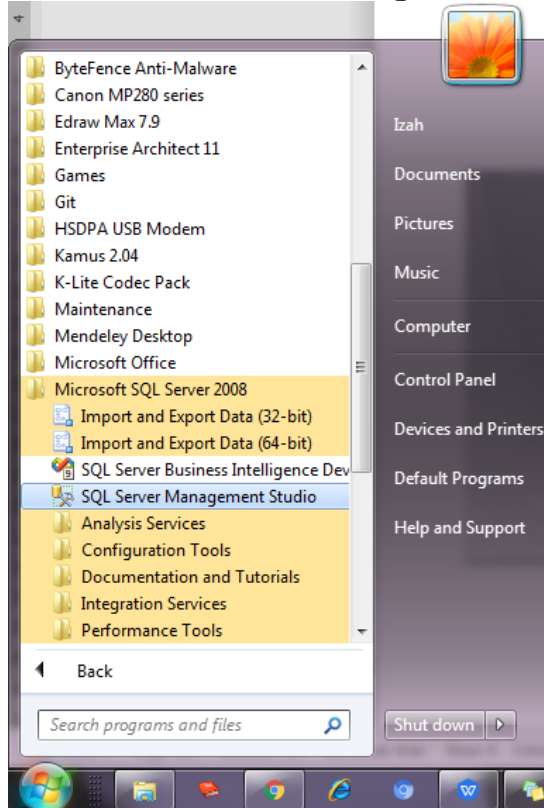 ByteFence Anti-Malware
Canon MP280 series
Edraw Max 7.9
Enterprise Architect 11
Games
Git
HSDPA USB Modem
Kamus 2.04
K-Lite Codec Pack
Maintenance
Mendeley Desktop
Microsoft Office
Microsoft SQL Server 2008
Import and Export Data (32-bit)
Import and Export Data (64-bit)
SQL Server Business Intelligence Dev
SQL Server Management Studio
Analysis Services
Configuration Tools
Documentation and Tutorials
Integration Services
Performance Tools
Back
Search programs and files
Izah
Documents
Pictures
Music
Computer
Control Panel
Devices and Printers
Default Programs
Help and Support
Shut down